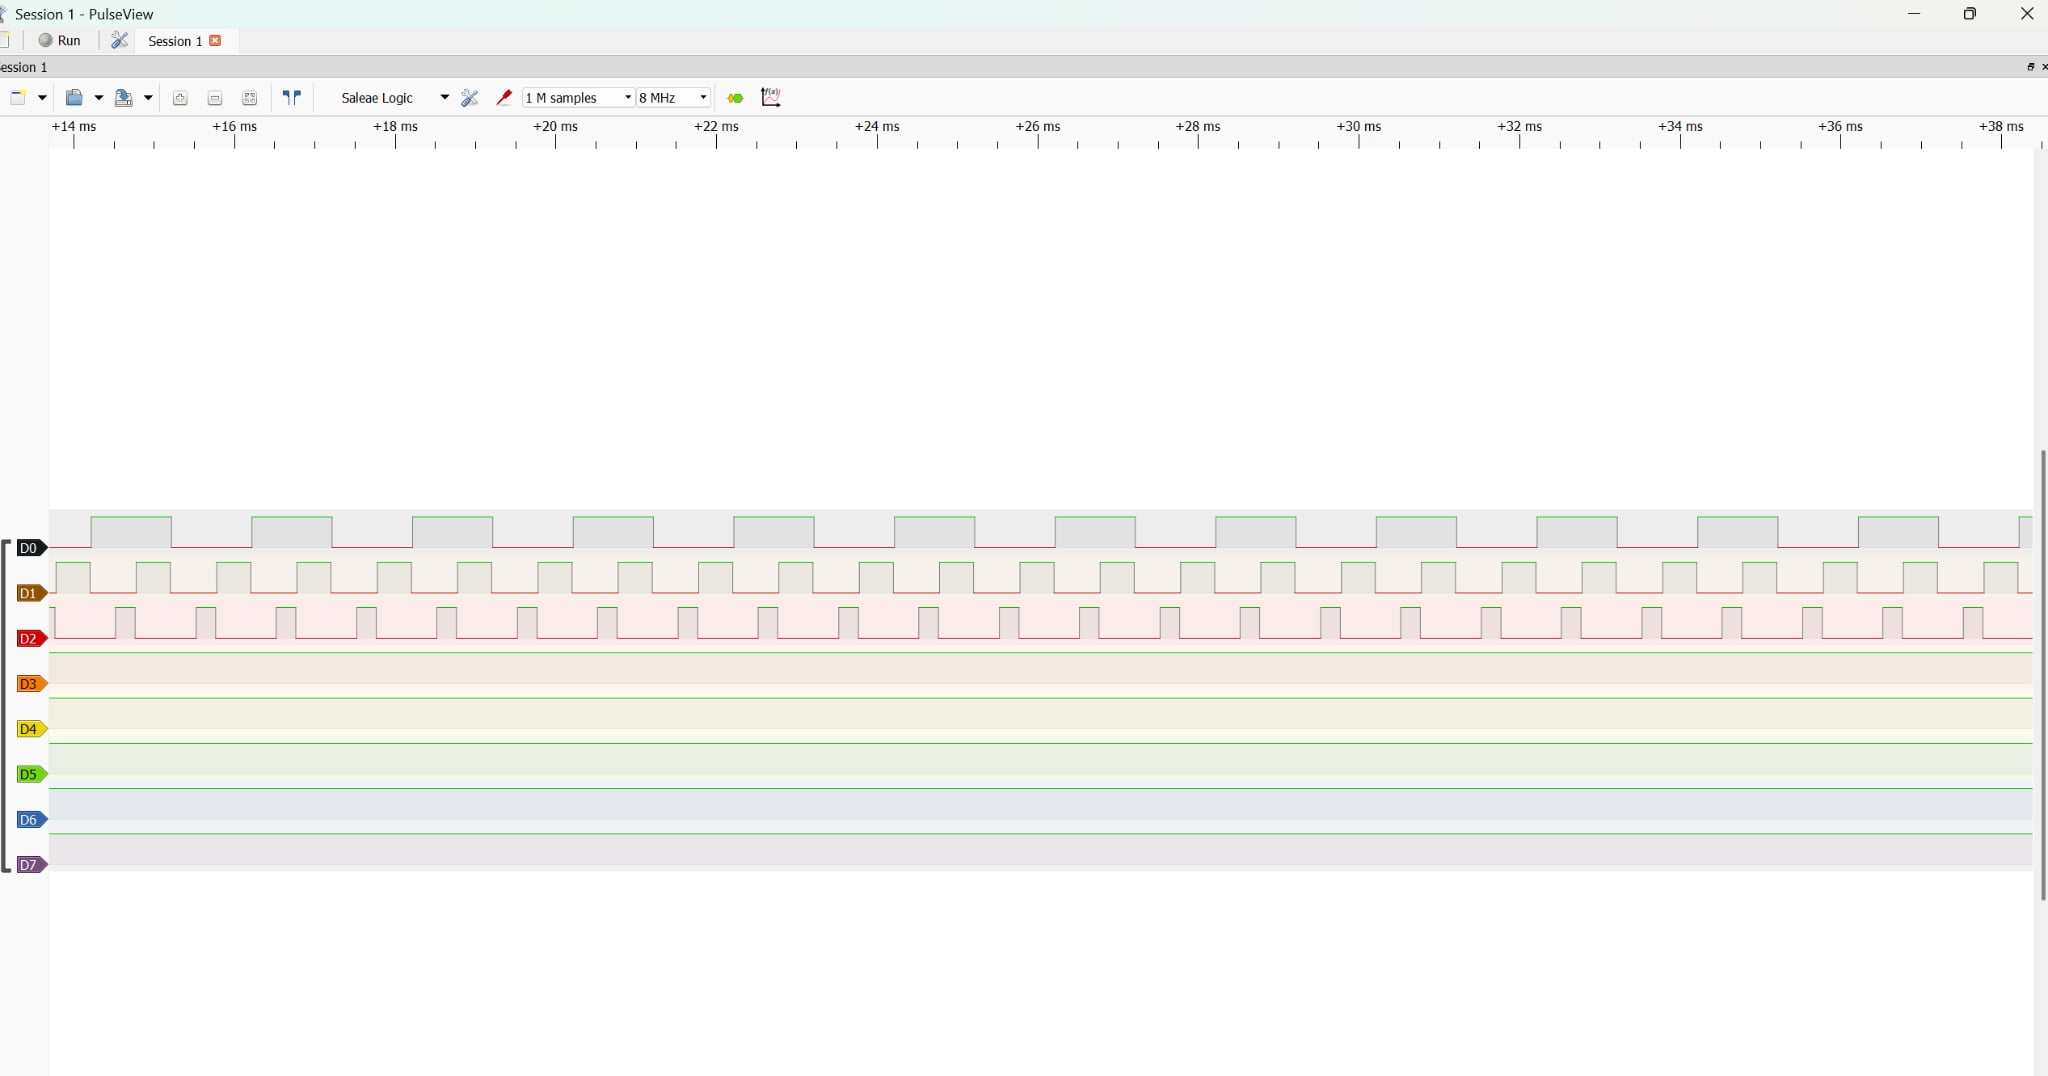 Session 1 - PulseView
Run
Session 1
ession 1
Saleae Logic
1 M samples
8 MHz
f(a)
+14 ms +16 ms +18 ms +20 ms +22 ms +24 ms +26 ms +28 ms +30 ms +32 ms +34 ms +36 ms +38 ms
D0
D1
D2
D3
D4
D5
D6
D7